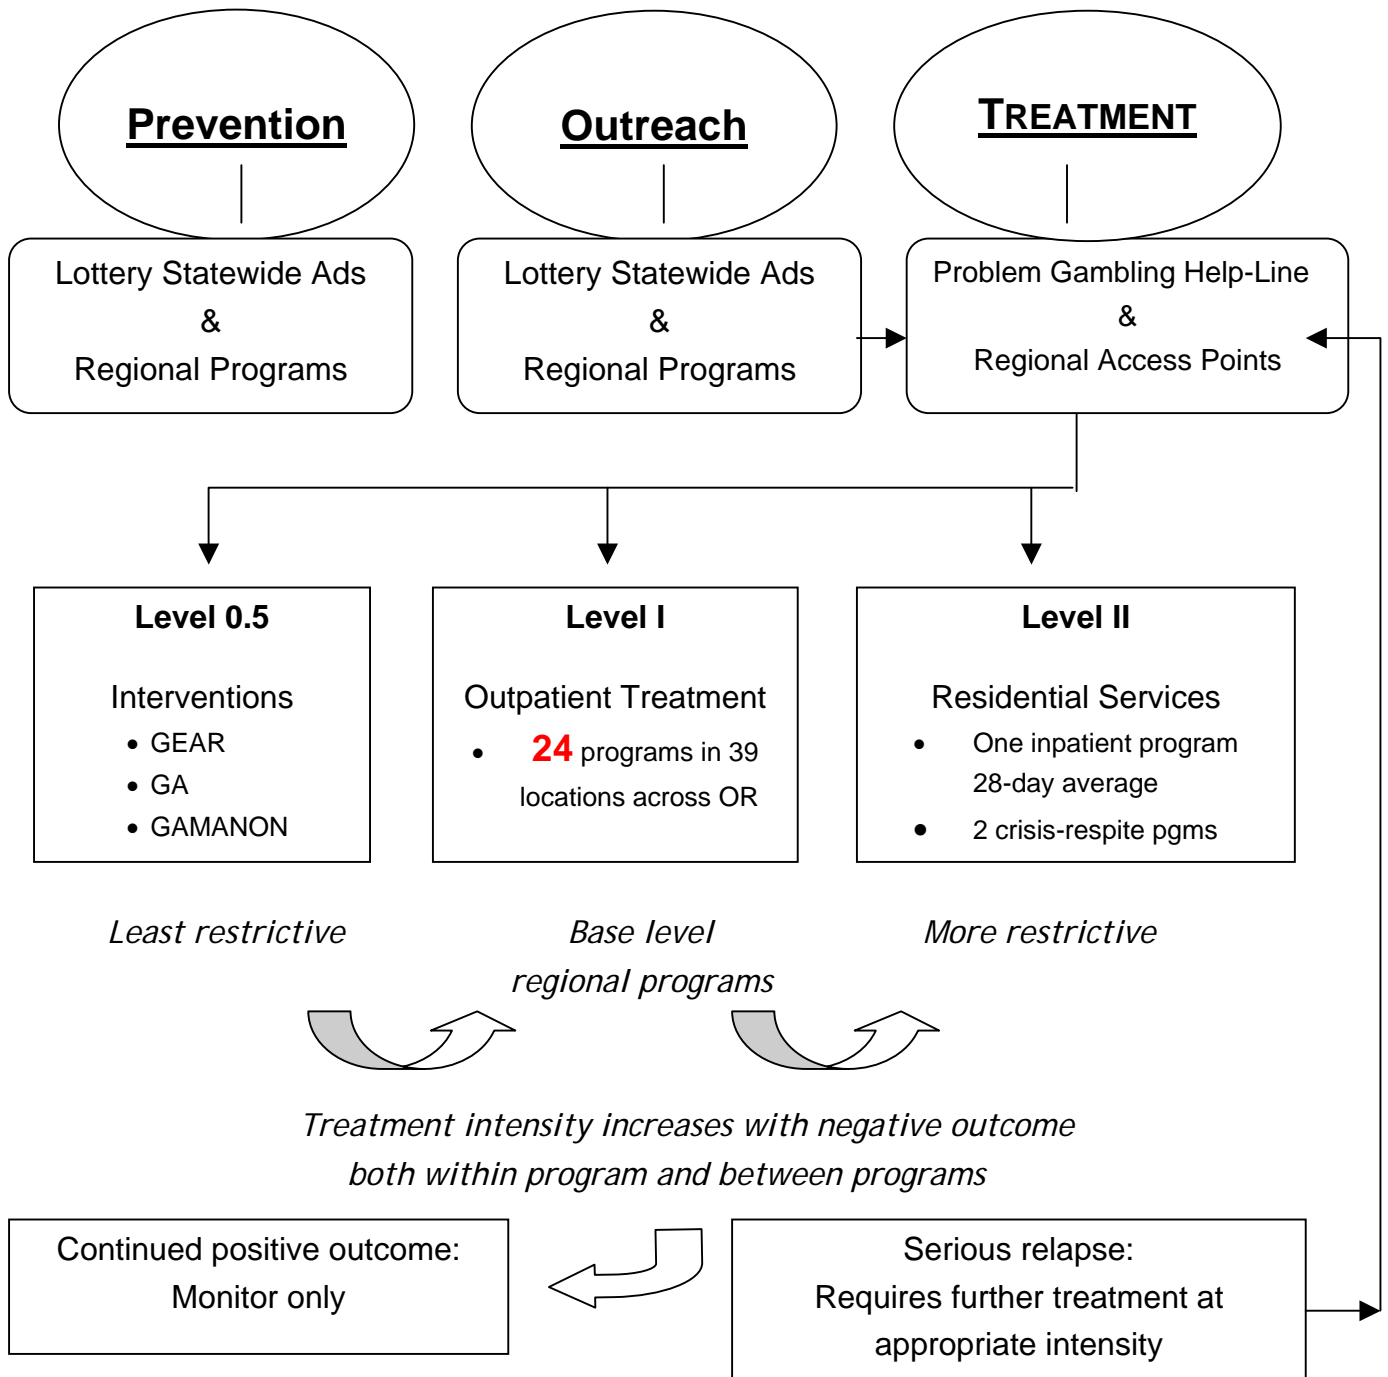 Prevention
Outreach
TREATMENT
Lottery Statewide Ads
&
Regional Programs
Lottery Statewide Ads
&
Regional Programs
Problem Gambling Help-Line
&
Regional Access Points
Level 0.5
Interventions
• GEAR
• GA
• GAMANON
Level I
Outpatient Treatment
• 24 programs in 39
locations across OR
Level II
Residential Services
• One inpatient program
28-day average
• 2 crisis-respite pgms
Least restrictive
Base level
regional programs
More restrictive
Treatment intensity increases with negative outcome
both within program and between programs
Continued positive outcome:
Monitor only
Serious relapse:
Requires further treatment at
appropriate intensity